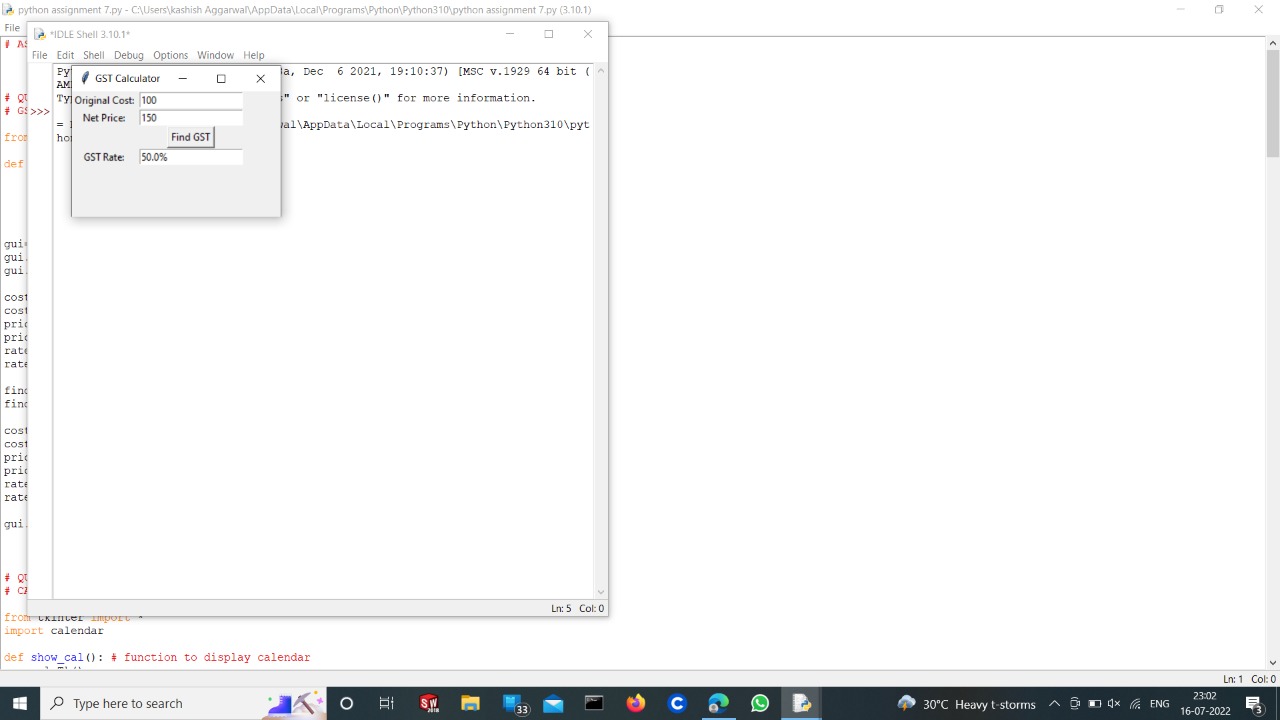 python assignment 7.py - C:\Users\kashish Aggarwal\AppData\Local\Programs\Python\Python310\python assignment 7.py (3.10.1)
File
*IDLE Shell 3.10.1*
File Edit Shell Debug Options Window Help
GST Calculator
a, Dec  6 2021, 19:10:37) [MSC v.1929 64 bit (
AM
" or "license()" for more information.
>>>
al\AppData\Local\Programs\Python\Python310\pyt
Original Cost: 100
Net Price: 150
Find GST
GST Rate: 50.0%
# AS
# QU
# GS
from
def
gui=
gui.
gui.
cost
cost
pric
pric
rate
rate
find
find
cost
cost
pric
pric
rate
rate
gui.
# QU
# CA
Ln: 5 Col: 0
from tkinter import *
import calendar
def show_cal(): # function to display calendar
Ln: 1 Col: 0
Type here to search
SW
2018
33
30°C Heavy t-storms
ENG
23:02
16-07-2022
3